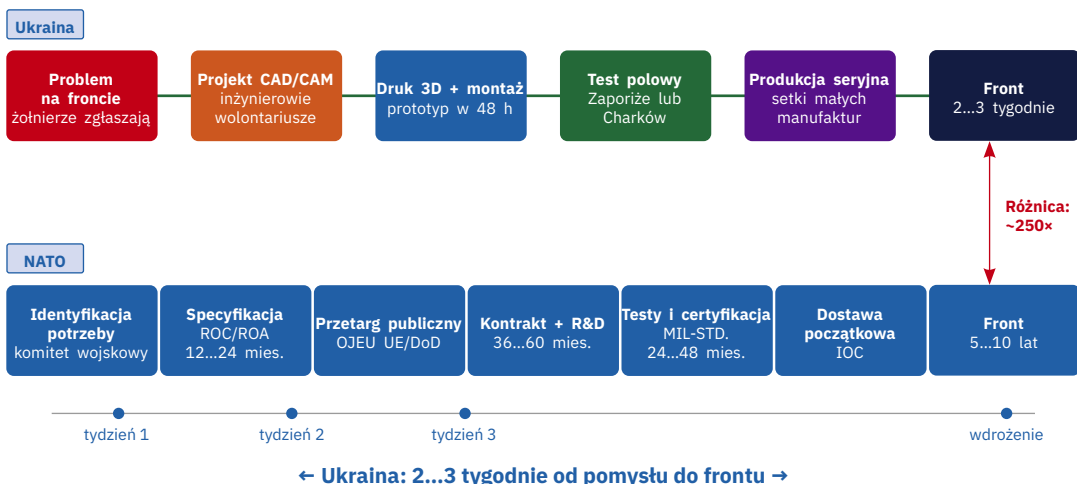 Ukraina
Problem
na froncie
żołnierze zgłaszają
Projekt CAD/CAM
inżynierowie
wolontariusze
Druk 3D + montaż
prototyp w 48 h
Test polowy
Zaporiże lub
Charków
Produkcja seryjna
setki małych
manufaktur
Front
2...3 tygodnie
Różnica:
~250×
NATO
Identyfikacja
potrzeby
komitet wojskowy
Specyfikacja
ROC/ROA
12...24 mies.
Przetarg publiczny
OJEU UE/DoD
Kontrakt + R&D
36...60 mies.
Testy i certyfikacja
MIL-STD.
24...48 mies.
Dostawa
początkowa
IOC
Front
5...10 lat
tydzień 1
tydzień 2
tydzień 3
wdrożenie
← Ukraina: 2...3 tygodnie od pomysłu do frontu →